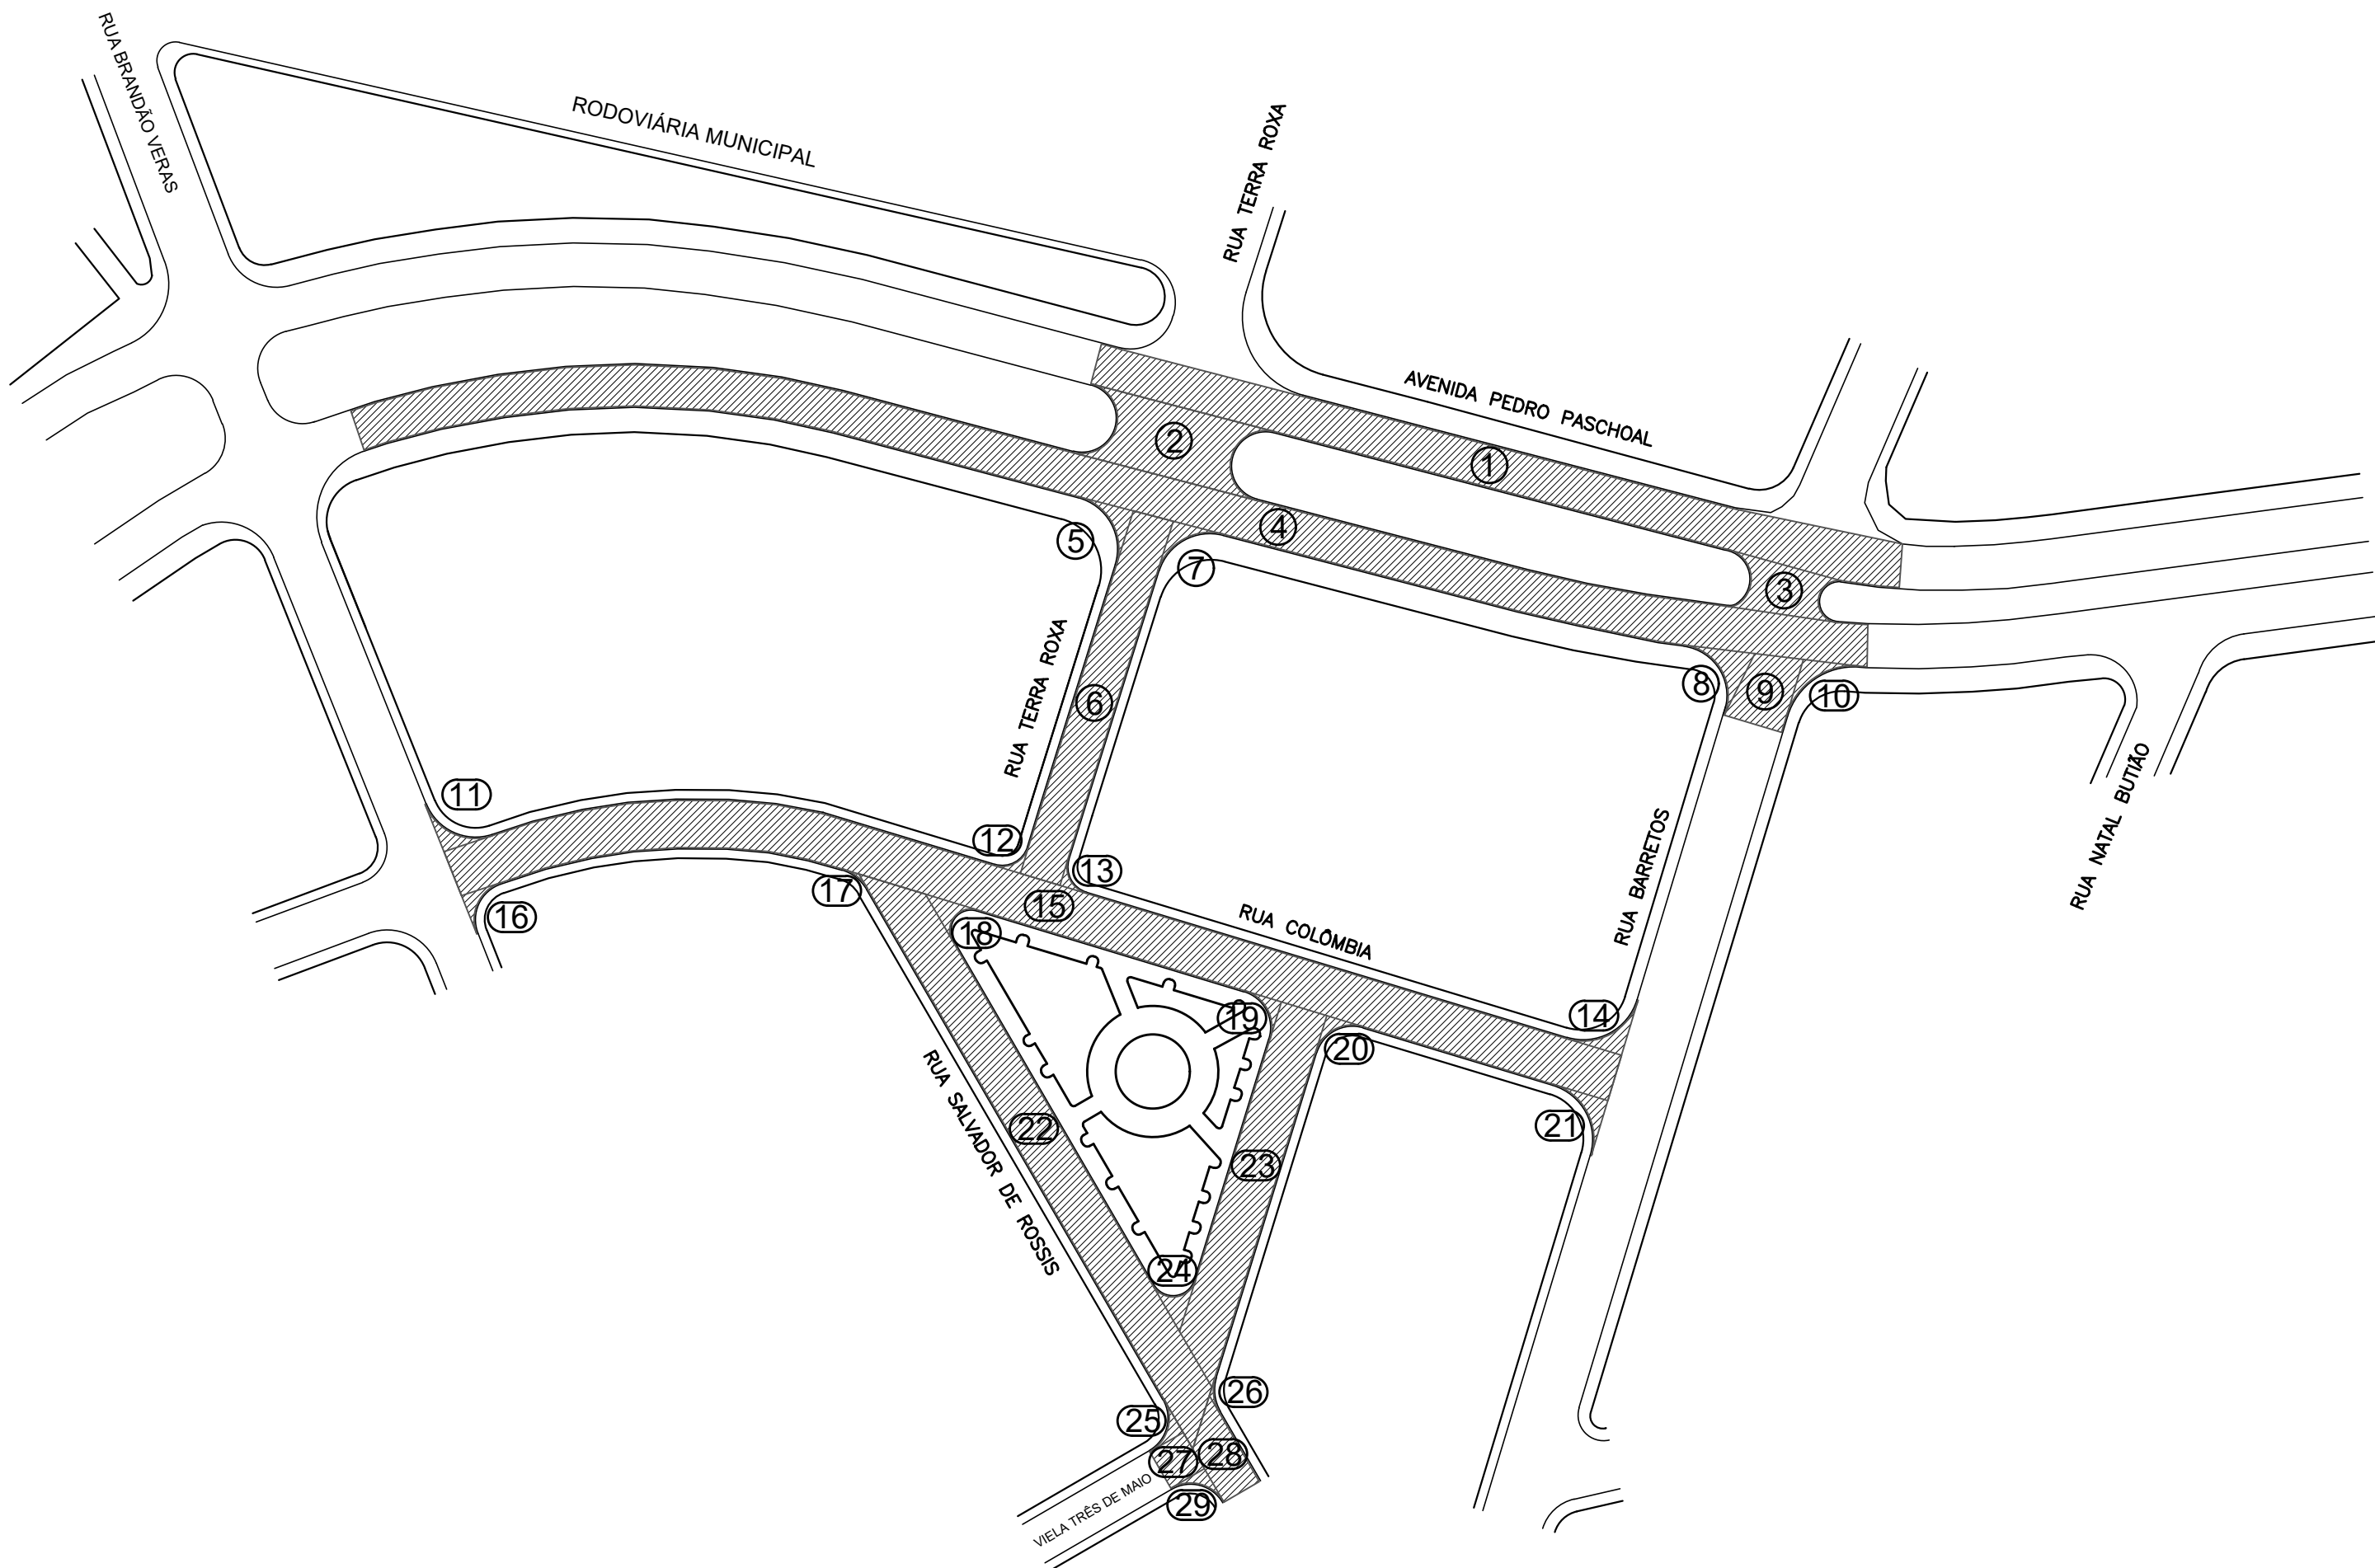 RUA BRANDÃO VERAS
RODOVIÁRIA MUNICIPAL
RUA TERRA ROXA
AVENIDA PEDRO PASCHOAL
1
2
3
4
5
6
7
8
9
10
RUA TERRA ROXA
RUA BARRETOS
RUA NATAL BUTIÃO
11
12
13
14
15
16
17
18
19
20
21
RUA COLÔMBIA
RUA SALVADOR DE ROSSIS
22
23
24
25
26
27
28
29
VIELA TRÊS DE MAIO